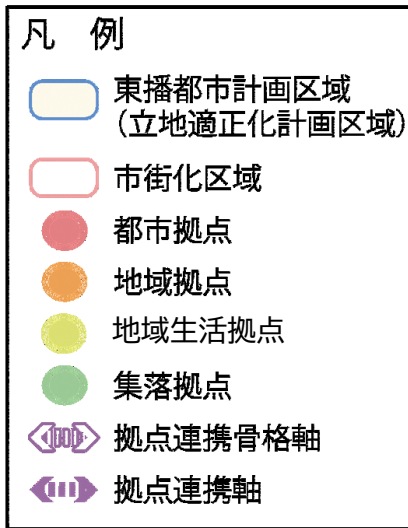 凡 例
東播都市計画区域
（立地適正化計画区域）
市街化区域
都市拠点
地域拠点
地域生活拠点
集落拠点
拠点連携骨格軸
拠点連携軸